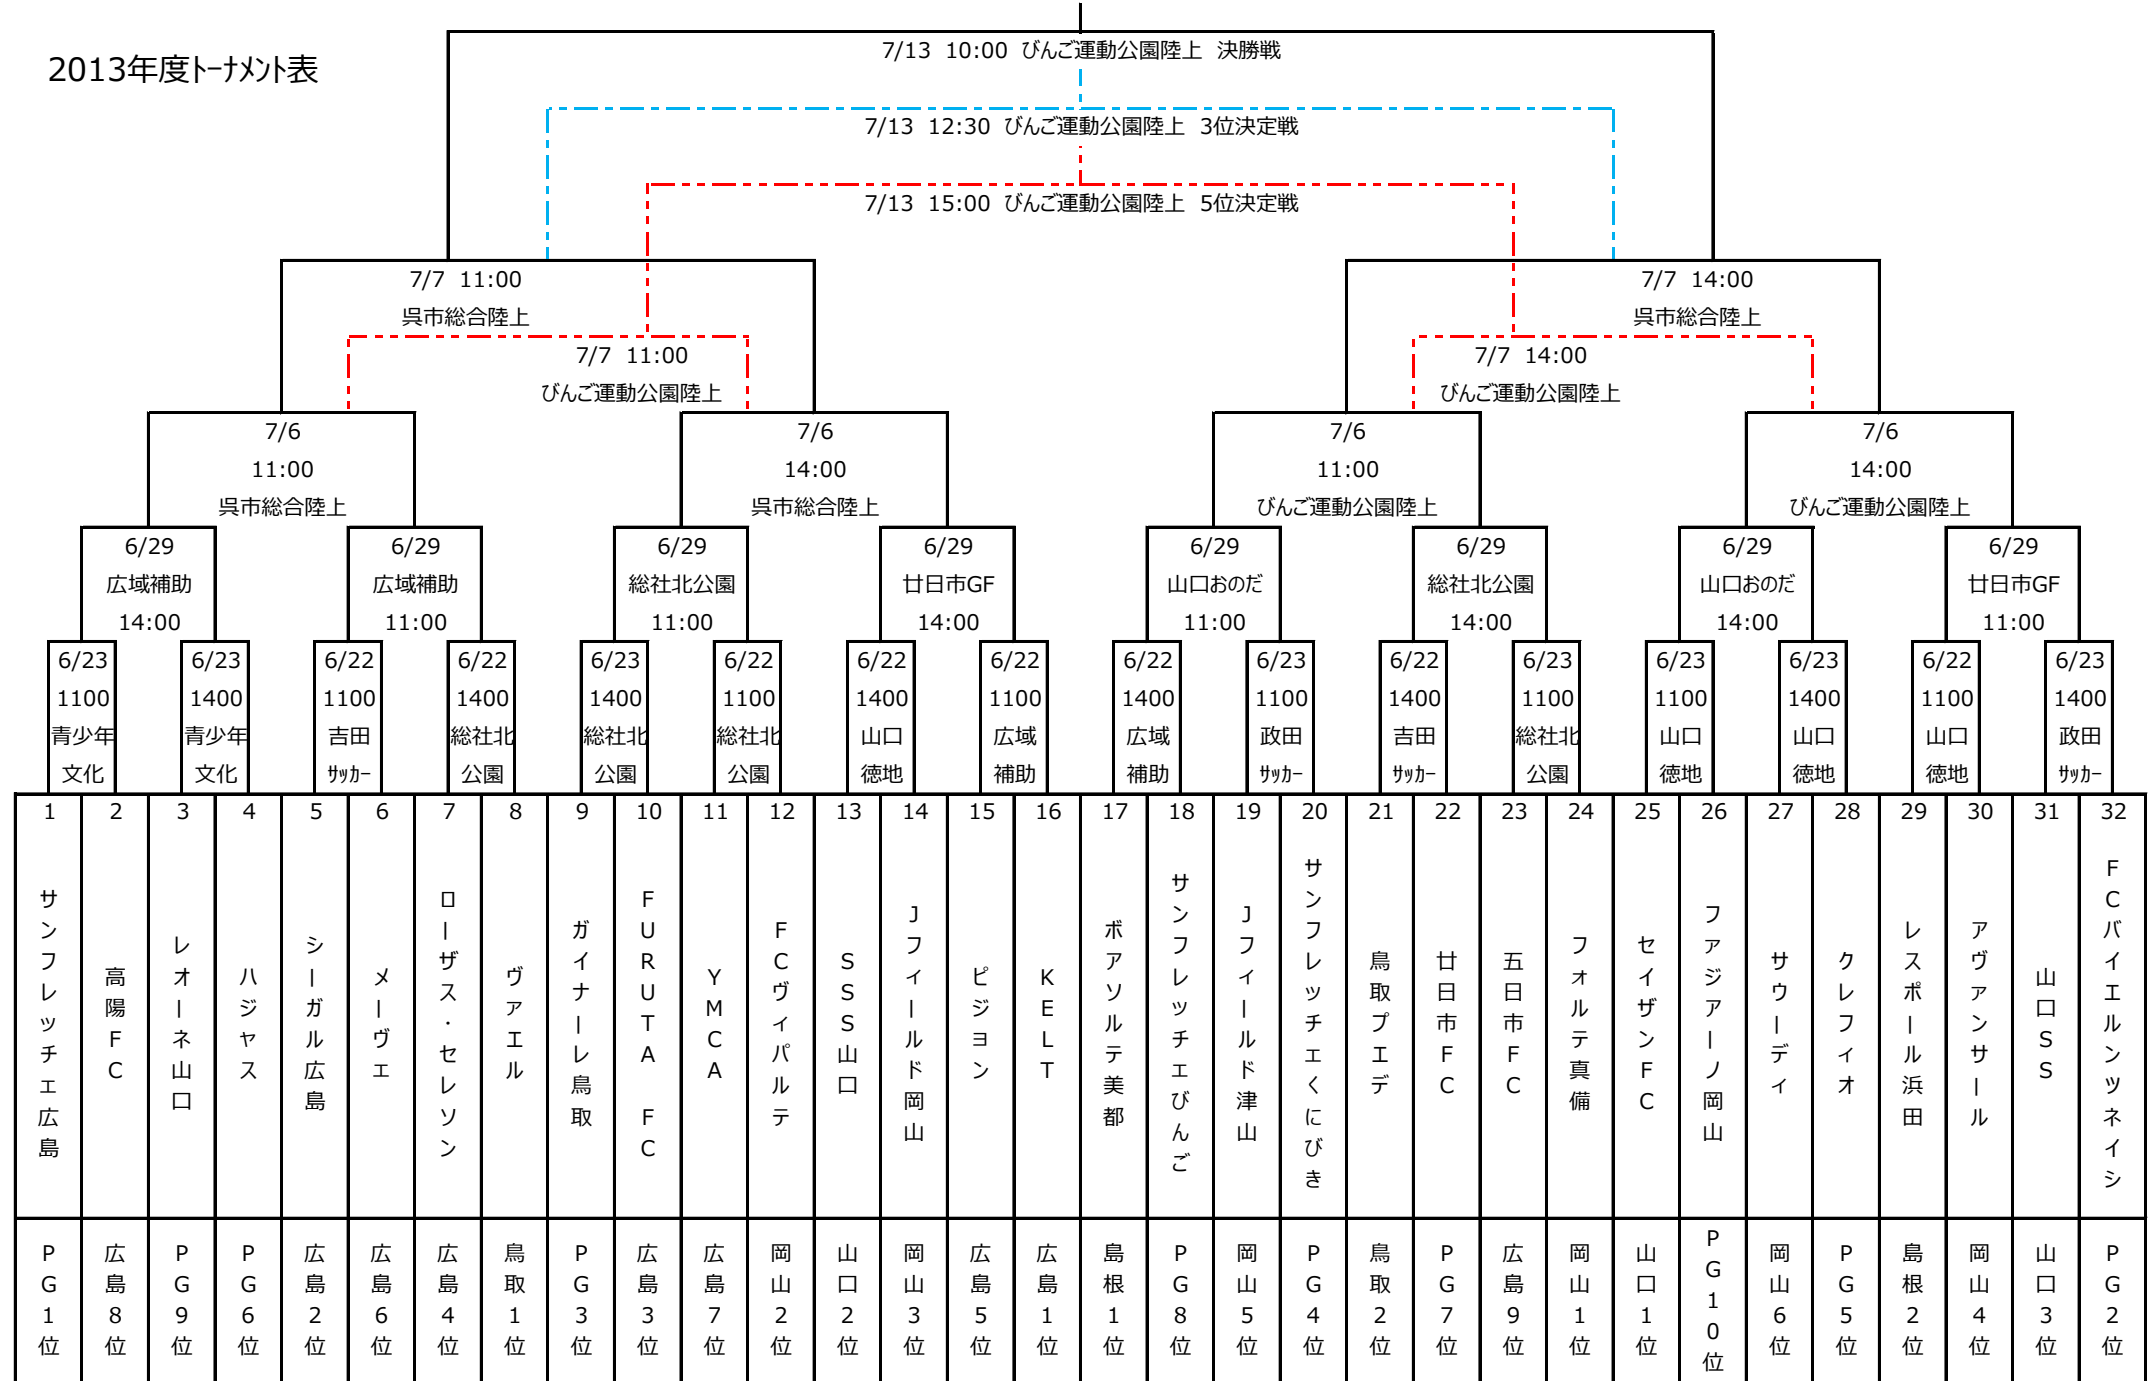 2013年度トーナメント表
7/13 10:00 びんご運動公園陸上 決勝戦
7/13 12:30 びんご運動公園陸上 3位決定戦
7/13 15:00 びんご運動公園陸上 5位決定戦
7/7 11:00
呉市総合陸上
7/7 14:00
呉市総合陸上
7/7 11:00
びんご運動公園陸上
7/7 14:00
びんご運動公園陸上
7/6
11:00
呉市総合陸上
7/6
14:00
呉市総合陸上
7/6
11:00
びんご運動公園陸上
7/6
14:00
びんご運動公園陸上
6/29
広域補助
14:00
6/29
広域補助
11:00
6/29
総社北公園
11:00
6/29
廿日市GF
14:00
6/29
山口おのだ
11:00
6/29
総社北公園
14:00
6/29
山口おのだ
14:00
6/29
廿日市GF
11:00
6/23
1100
青少年
文化
6/23
1400
青少年
文化
6/22
1100
吉田
ｻｯｶｰ
6/22
1400
総社北
公園
6/23
1400
総社北
公園
6/22
1100
総社北
公園
6/22
1400
山口
徳地
6/22
1100
広域
補助
6/22
1400
広域
補助
6/23
1100
政田
ｻｯｶｰ
6/22
1400
吉田
ｻｯｶｰ
6/23
1100
総社北
公園
6/23
1100
山口
徳地
6/23
1400
山口
徳地
6/22
1100
山口
徳地
6/23
1400
政田
ｻｯｶｰ
1 2 3 4 5 6 7 8 9 10 11 12 13 14 15 16 17 18 19 20 21 22 23 24 25 26 27 28 29 30 31 32
サンフレッチェ広島
高陽FC
レオーネ山口
ハジャス
シーガル広島
メーヴェ
ローザス・セレソン
ヴァエル
ガイナーレ鳥取
FURUTA FC
YMCA
FCヴィパルテ
SSS山口
Jフィールド岡山
ピジョン
KELT
ボアソルテ美都
サンフレッチェびんご
Jフィールド津山
サンフレッチェくにびき
鳥取プエデ
廿日市FC
五日市FC
フォルテ真備
セイザンFC
ファジアーノ岡山
サウーディ
クレフィオ
レスポール浜田
アヴァンサール
山口SS
FCバイエルンツネイシ
PG1位
広島8位
PG9位
PG6位
広島2位
広島6位
広島4位
鳥取1位
PG3位
広島3位
広島7位
岡山2位
山口2位
岡山3位
広島5位
広島1位
島根1位
PG8位
岡山5位
PG4位
鳥取2位
PG7位
広島9位
岡山1位
山口1位
PG10位
岡山6位
PG5位
島根2位
岡山4位
山口3位
PG2位